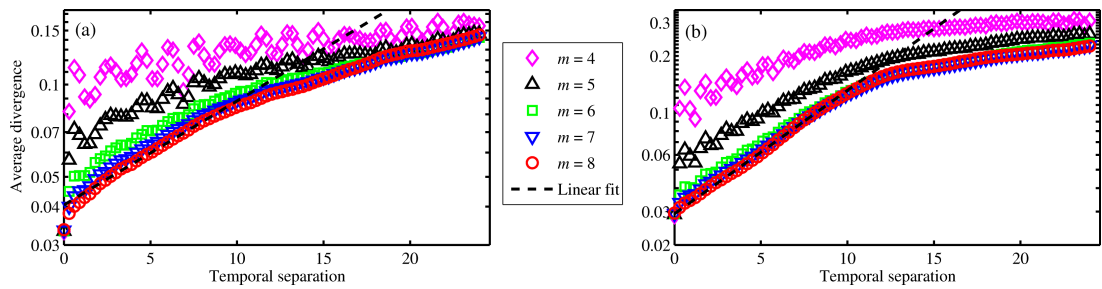 (a)
0.15
0.1
0.07
0.05
0.04
0.03
Average divergence
0 5 10 15 20
Temporal separation
m = 4
m = 5
m = 6
m = 7
m = 8
Linear fit
(b)
0.3
0.2
0.1
0.06
0.03
0.02
0 5 10 15 20
Temporal separation